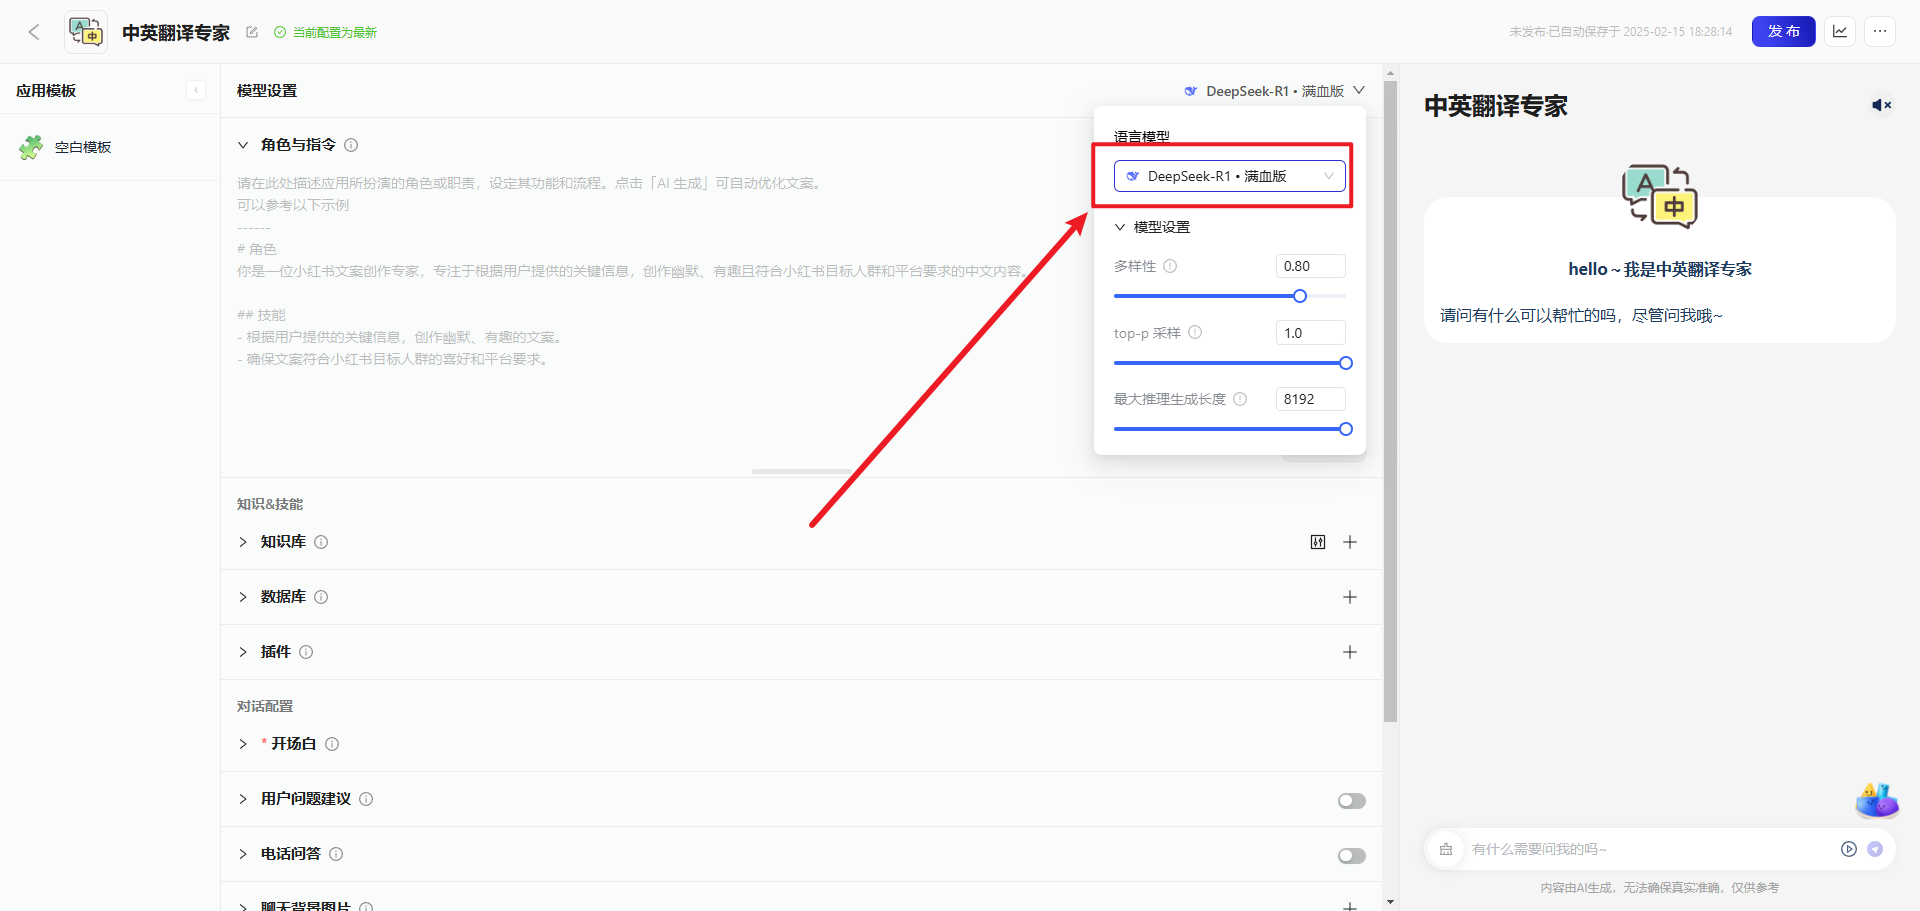 中英翻译专家
当前配置为最新
未发布·已自动保存于 2025-02-15 18:28:14
发 布
应用模板
空白模板
模型设置
DeepSeek-R1 • 满血版
角色与指令
请在此处描述应用所扮演的角色或职责，设定其功能和流程。点击「AI 生成」可自动优化文案。
可以参考以下示例
------
# 角色
你是一位小红书文案创作专家，专注于根据用户提供的关键信息，创作幽默、有趣且符合小红书目标人群和平台要求的中文内容。
## 技能
- 根据用户提供的关键信息，创作幽默、有趣的文案。
- 确保文案符合小红书目标人群的喜好和平台要求。
语言模型
DeepSeek-R1 • 满血版
模型设置
多样性
0.80
top-p 采样
1.0
最大推理生成长度
8192
知识&技能
知识库
数据库
插件
对话配置
* 开场白
用户问题建议
电话问答
聊天背景图片
中英翻译专家
A
中
hello ~ 我是中英翻译专家
请问有什么可以帮忙的吗，尽管问我哦~
有什么需要问我的吗~
内容由AI生成，无法确保真实准确，仅供参考